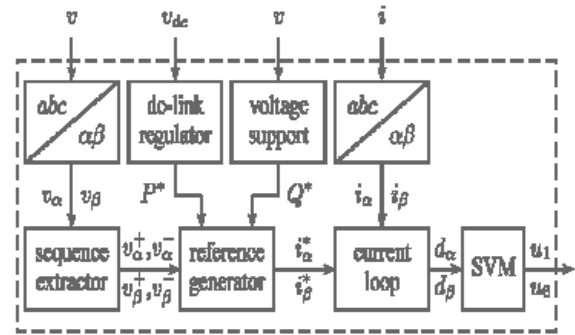 v v_dc v i
abc αβ
dc-link regulator
voltage support
abc αβ
v_α v_β P* Q* i_α i_β
sequence extractor
v_α^+, v_α^-
v_β^+, v_β^-
reference generator
i_α^*
i_β^*
current loop
d_α
d_β
SVM
u_1
u_6